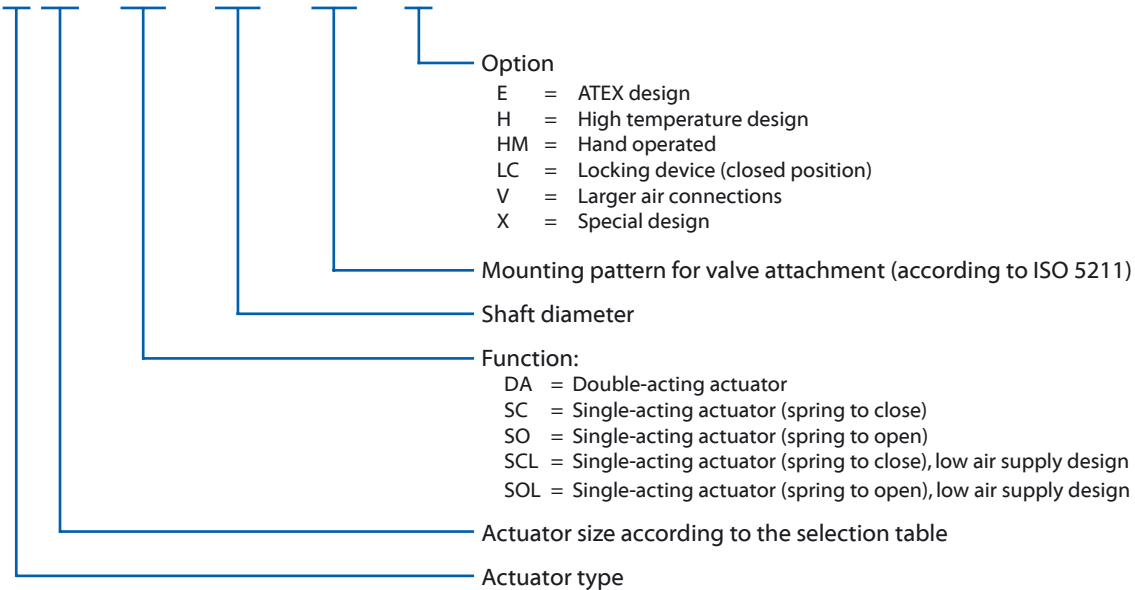 Option
E = ATEX design
H = High temperature design
HM = Hand operated
LC = Locking device (closed position)
V = Larger air connections
X = Special design
Mounting pattern for valve attachment (according to ISO 5211)
Shaft diameter
Function:
DA = Double-acting actuator
SC = Single-acting actuator (spring to close)
SO = Single-acting actuator (spring to open)
SCL = Single-acting actuator (spring to close), low air supply design
SOL = Single-acting actuator (spring to open), low air supply design
Actuator size according to the selection table
Actuator type